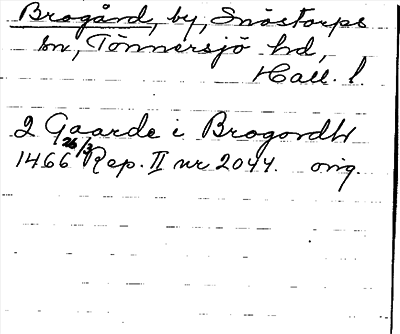 Brogård, by, Snöstorps
sn, Tönnersjö hd,
Hall. l
2 Gaarde i Brogordh
1466 26/3 Rep. II nr 2044. orig.